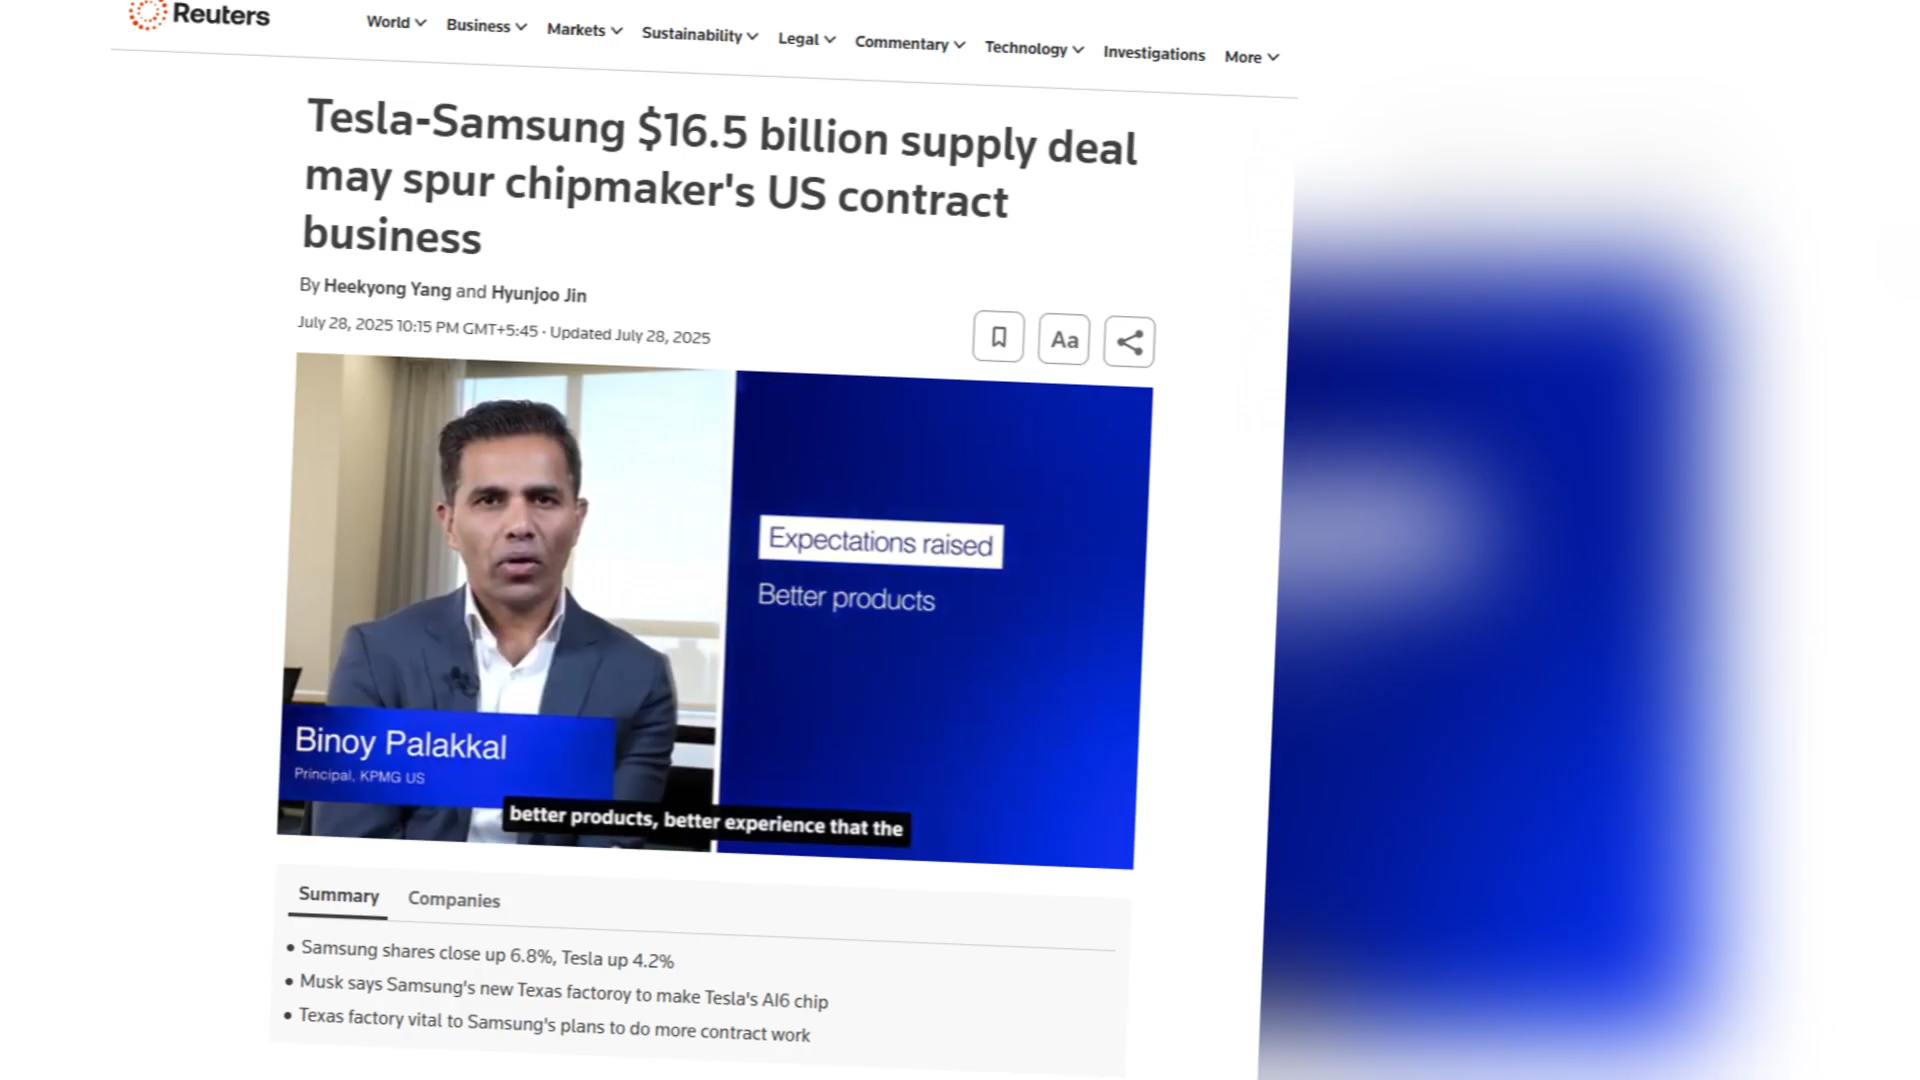 Reuters
World Business Markets Sustainability Legal Commentary Technology Investigations More
Tesla-Samsung $16.5 billion supply deal
may spur chipmaker's US contract
business
By Heekyong Yang and Hyunjoo Jin
July 28, 2025 10:15 PM GMT+5:45 · Updated July 28, 2025
Aa
Expectations raised
Better products
Binoy Palakkal
Principal, KPMG US
better products, better experience that the
Summary Companies
• Samsung shares close up 6.8%, Tesla up 4.2%
• Musk says Samsung's new Texas factoroy to make Tesla's AI6 chip
• Texas factory vital to Samsung's plans to do more contract work